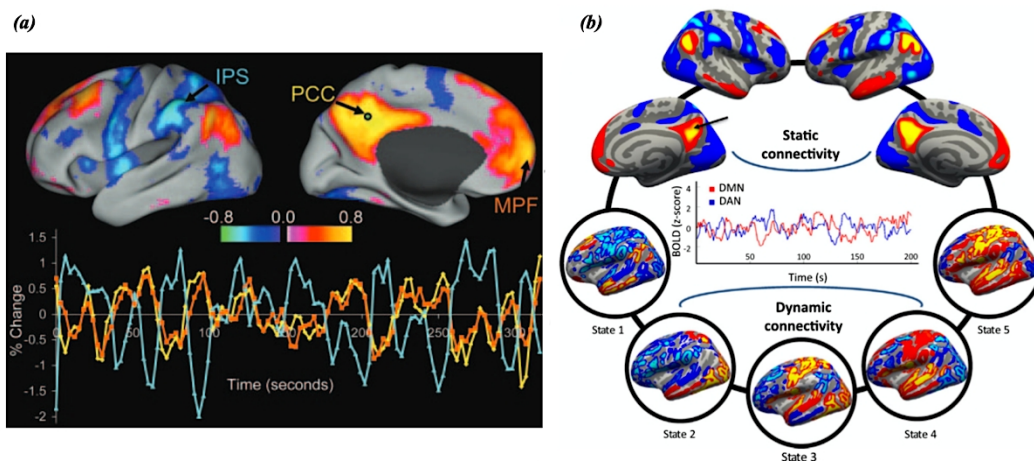 (a)
IPS
PCC
MPF
-0.8 0.0 0.8
1.5
1
0.5
0
-0.5
-1
-1.5
-2
% Change
0 50 100 200 250 300
Time (seconds)
(b)
Static
connectivity
BOLD (z-score)
4
2
0
-2
DMN
DAN
50 100 150 200
Time (s)
Dynamic
connectivity
State 1
State 2
State 3
State 4
State 5